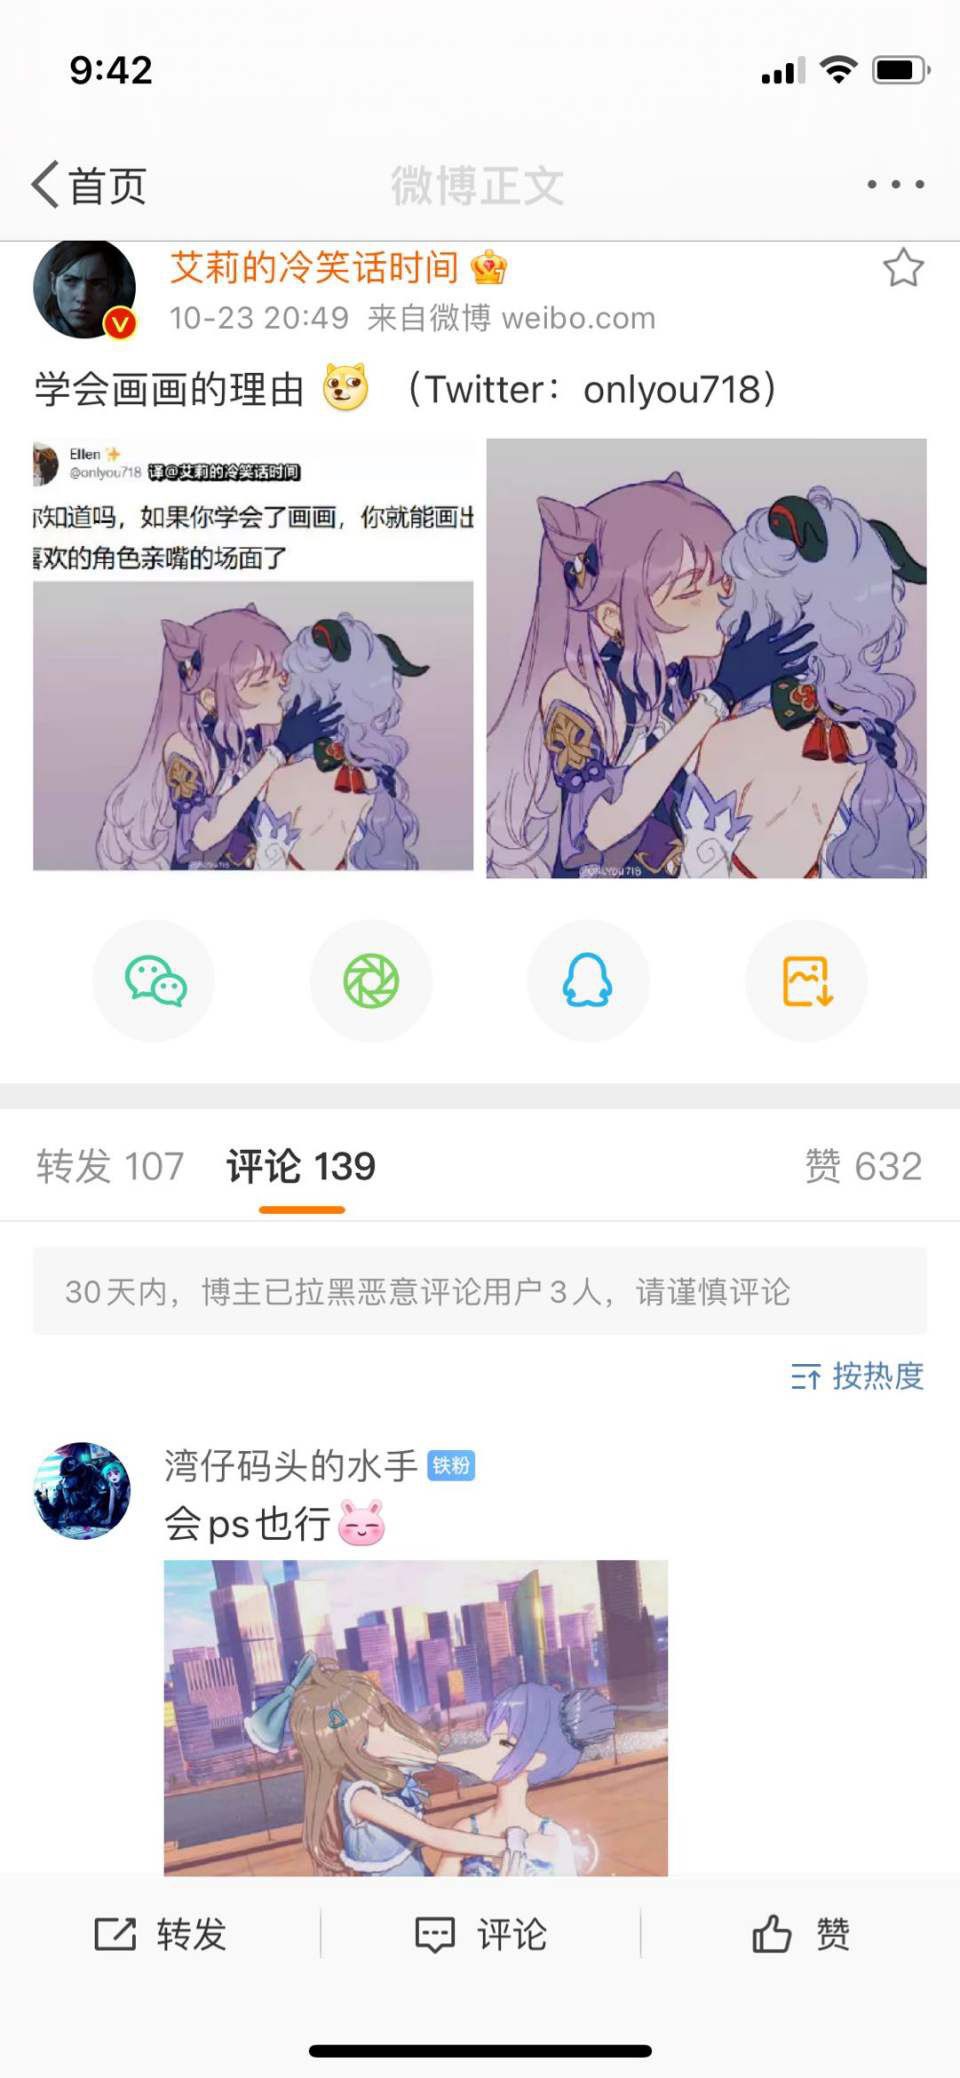 9:42
首页
微博正文
艾莉的冷笑话时间
10-23 20:49 来自微博 weibo.com
学会画画的理由 （Twitter：onlyou718）
Ellen
@onlyou718 译@艾莉的冷笑话时间
你知道吗，如果你学会了画画，你就能画出
喜欢的角色亲嘴的场面了
@ONLYOU718
@ONLYOU718
转发 107 评论 139 赞 632
30天内，博主已拉黑恶意评论用户3人，请谨慎评论
按热度
湾仔码头的水手 铁粉
会ps也行
转发 评论 赞